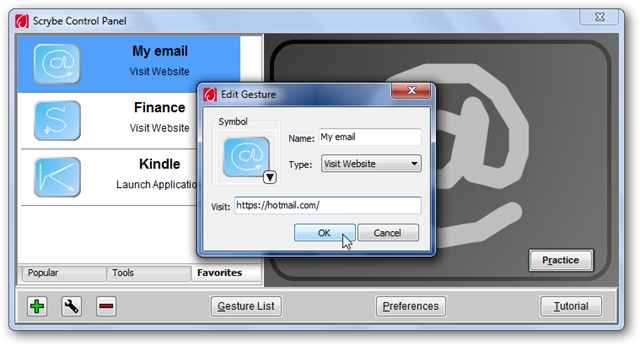 Scrybe Control Panel
My email
Visit Website
Finance
Visit Website
Kindle
Launch Applicatio
Popular
Tools
Favorites
Edit Gesture
Symbol
Name:
My email
Type:
Visit Website
Visit:
https://hotmail.com/
OK
Cancel
Practice
Gesture List
Preferences
Tutorial